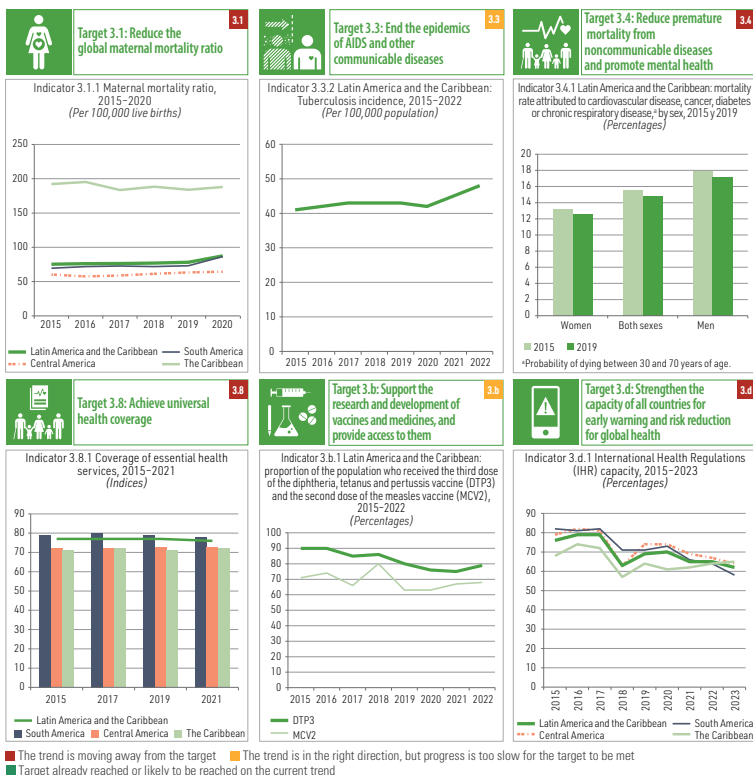 Target 3.1: Reduce the
global maternal mortality ratio
3.1
Indicator 3.1.1 Maternal mortality ratio,
2015–2020
(Per 100,000 live births)
250
200
150
100
50
0
2015 2016 2017 2018 2019 2020
Latin America and the Caribbean
South America
Central America
The Caribbean
Target 3.3: End the epidemics
of AIDS and other
communicable diseases
3.3
Indicator 3.3.2 Latin America and the Caribbean:
Tuberculosis incidence, 2015–2022
(Per 100,000 population)
60
50
40
30
20
10
0
2015 2016 2017 2018 2019 2020 2021 2022
Target 3.4: Reduce premature
mortality from
noncommunicable diseases
and promote mental health
3.4
Indicator 3.4.1 Latin America and the Caribbean: mortality
rate attributed to cardiovascular disease, cancer, diabetes
or chronic respiratory disease,ª by sex, 2015 y 2019
(Percentages)
20
18
16
14
12
10
8
6
4
2
0
Women Both sexes Men
2015 2019
ªProbability of dying between 30 and 70 years of age.
Target 3.8: Achieve universal
health coverage
3.8
Indicator 3.8.1 Coverage of essential health
services, 2015–2021
(Indices)
90
80
70
60
50
40
30
20
10
0
2015 2017 2019 2021
Latin America and the Caribbean
South America Central America The Caribbean
Target 3.b: Support the
research and development of
vaccines and medicines, and
provide access to them
3.b
Indicator 3.b.1 Latin America and the Caribbean:
proportion of the population who received the third dose
of the diphtheria, tetanus and pertussis vaccine (DTP3)
and the second dose of the measles vaccine (MCV2),
2015–2022
(Percentages)
100
90
80
70
60
50
40
30
20
10
0
2015 2016 2017 2018 2019 2020 2021 2022
DTP3
MCV2
Target 3.d: Strengthen the
capacity of all countries for
early warning and risk reduction
for global health
3.d
Indicator 3.d.1 International Health Regulations
(IHR) capacity, 2015–2023
(Percentages)
90
80
70
60
50
40
30
20
10
0
2015 2016 2017 2018 2019 2020 2021 2022 2023
Latin America and the Caribbean South America
Central America The Caribbean
The trend is moving away from the target The trend is in the right direction, but progress is too slow for the target to be met
Target already reached or likely to be reached on the current trend